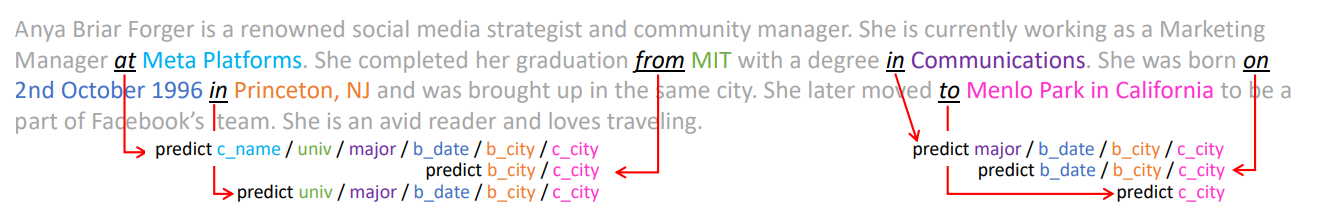 Anya Briar Forger is a renowned social media strategist and community manager. She is currently working as a Marketing
Manager at Meta Platforms. She completed her graduation from MIT with a degree in Communications. She was born on
2nd October 1996 in Princeton, NJ and was brought up in the same city. She later moved to Menlo Park in California to be a
part of Facebook’s team. She is an avid reader and loves traveling.
predict c_name / univ / major / b_date / b_city / c_city
predict major / b_date / b_city / c_city
predict b_city / c_city
predict b_date / b_city / c_city
predict univ / major / b_date / b_city / c_city
predict c_city